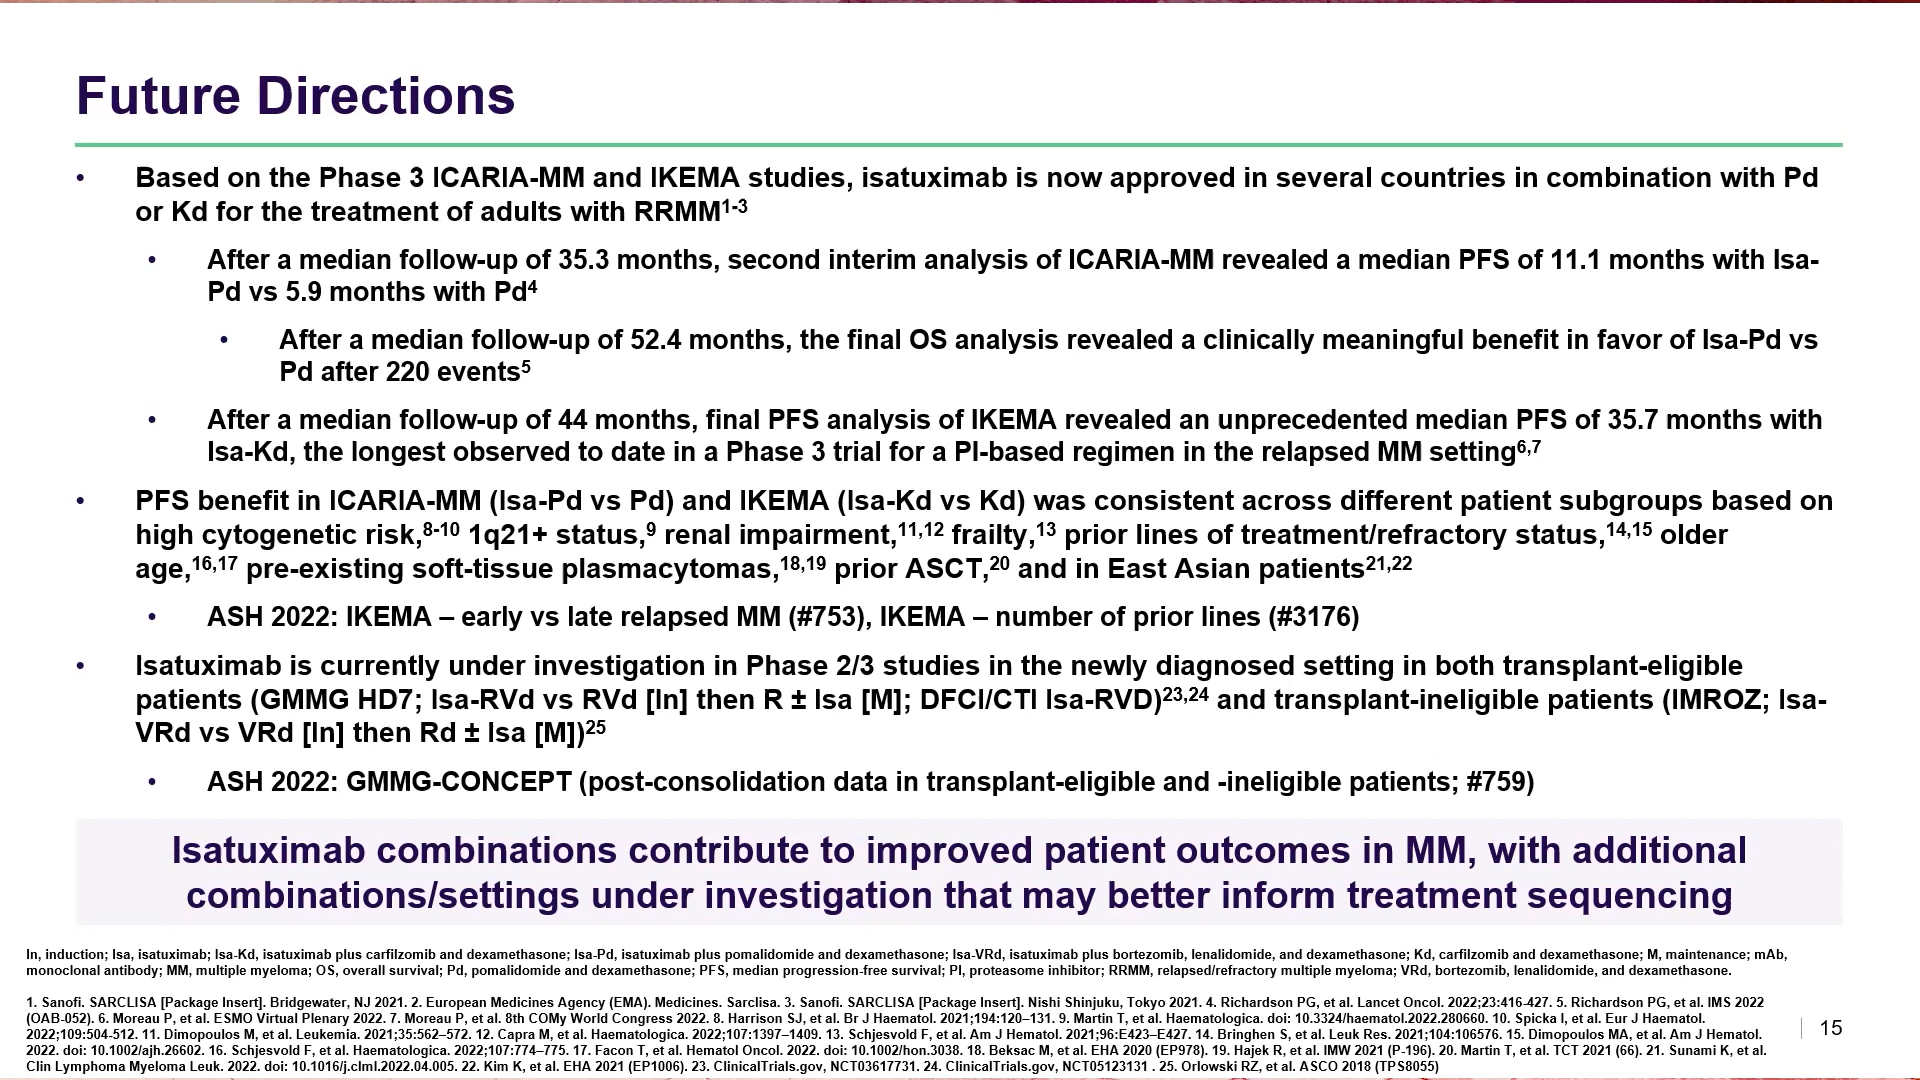 Future Directions
• Based on the Phase 3 ICARIA-MM and IKEMA studies, isatuximab is now approved in several countries in combination with Pd
or Kd for the treatment of adults with RRMM1-3
• After a median follow-up of 35.3 months, second interim analysis of ICARIA-MM revealed a median PFS of 11.1 months with Isa-
Pd vs 5.9 months with Pd4
• After a median follow-up of 52.4 months, the final OS analysis revealed a clinically meaningful benefit in favor of Isa-Pd vs
Pd after 220 events5
• After a median follow-up of 44 months, final PFS analysis of IKEMA revealed an unprecedented median PFS of 35.7 months with
Isa-Kd, the longest observed to date in a Phase 3 trial for a PI-based regimen in the relapsed MM setting6,7
• PFS benefit in ICARIA-MM (Isa-Pd vs Pd) and IKEMA (Isa-Kd vs Kd) was consistent across different patient subgroups based on
high cytogenetic risk,8-10 1q21+ status,9 renal impairment,11,12 frailty,13 prior lines of treatment/refractory status,14,15 older
age,16,17 pre-existing soft-tissue plasmacytomas,18,19 prior ASCT,20 and in East Asian patients21,22
• ASH 2022: IKEMA – early vs late relapsed MM (#753), IKEMA – number of prior lines (#3176)
• Isatuximab is currently under investigation in Phase 2/3 studies in the newly diagnosed setting in both transplant-eligible
patients (GMMG HD7; Isa-RVd vs RVd [In] then R ± Isa [M]; DFCI/CTI Isa-RVD)23,24 and transplant-ineligible patients (IMROZ; Isa-
VRd vs VRd [In] then Rd ± Isa [M])25
• ASH 2022: GMMG-CONCEPT (post-consolidation data in transplant-eligible and -ineligible patients; #759)
Isatuximab combinations contribute to improved patient outcomes in MM, with additional
combinations/settings under investigation that may better inform treatment sequencing
In, induction; Isa, isatuximab; Isa-Kd, isatuximab plus carfilzomib and dexamethasone; Isa-Pd, isatuximab plus pomalidomide and dexamethasone; Isa-VRd, isatuximab plus bortezomib, lenalidomide, and dexamethasone; Kd, carfilzomib and dexamethasone; M, maintenance; mAb,
monoclonal antibody; MM, multiple myeloma; OS, overall survival; Pd, pomalidomide and dexamethasone; PFS, median progression-free survival; PI, proteasome inhibitor; RRMM, relapsed/refractory multiple myeloma; VRd, bortezomib, lenalidomide, and dexamethasone.
1. Sanofi. SARCLISA [Package Insert]. Bridgewater, NJ 2021. 2. European Medicines Agency (EMA). Medicines. Sarclisa. 3. Sanofi. SARCLISA [Package Insert]. Nishi Shinjuku, Tokyo 2021. 4. Richardson PG, et al. Lancet Oncol. 2022;23:416-427. 5. Richardson PG, et al. IMS 2022
(OAB-052). 6. Moreau P, et al. ESMO Virtual Plenary 2022. 7. Moreau P, et al. 8th COMy World Congress 2022. 8. Harrison SJ, et al. Br J Haematol. 2021;194:120–131. 9. Martin T, et al. Haematologica. doi: 10.3324/haematol.2022.280660. 10. Spicka I, et al. Eur J Haematol.
2022;109:504-512. 11. Dimopoulos M, et al. Leukemia. 2021;35:562–572. 12. Capra M, et al. Haematologica. 2022;107:1397–1409. 13. Schjesvold F, et al. Am J Hematol. 2021;96:E423–E427. 14. Bringhen S, et al. Leuk Res. 2021;104:106576. 15. Dimopoulos MA, et al. Am J Hematol.
2022. doi: 10.1002/ajh.26602. 16. Schjesvold F, et al. Haematologica. 2022;107:774–775. 17. Facon T, et al. Hematol Oncol. 2022. doi: 10.1002/hon.3038. 18. Beksac M, et al. EHA 2020 (EP978). 19. Hajek R, et al. IMW 2021 (P-196). 20. Martin T, et al. TCT 2021 (66). 21. Sunami K, et al.
Clin Lymphoma Myeloma Leuk. 2022. doi: 10.1016/j.clml.2022.04.005. 22. Kim K, et al. EHA 2021 (EP1006). 23. ClinicalTrials.gov, NCT03617731. 24. ClinicalTrials.gov, NCT05123131 . 25. Orlowski RZ, et al. ASCO 2018 (TPS8055)
15